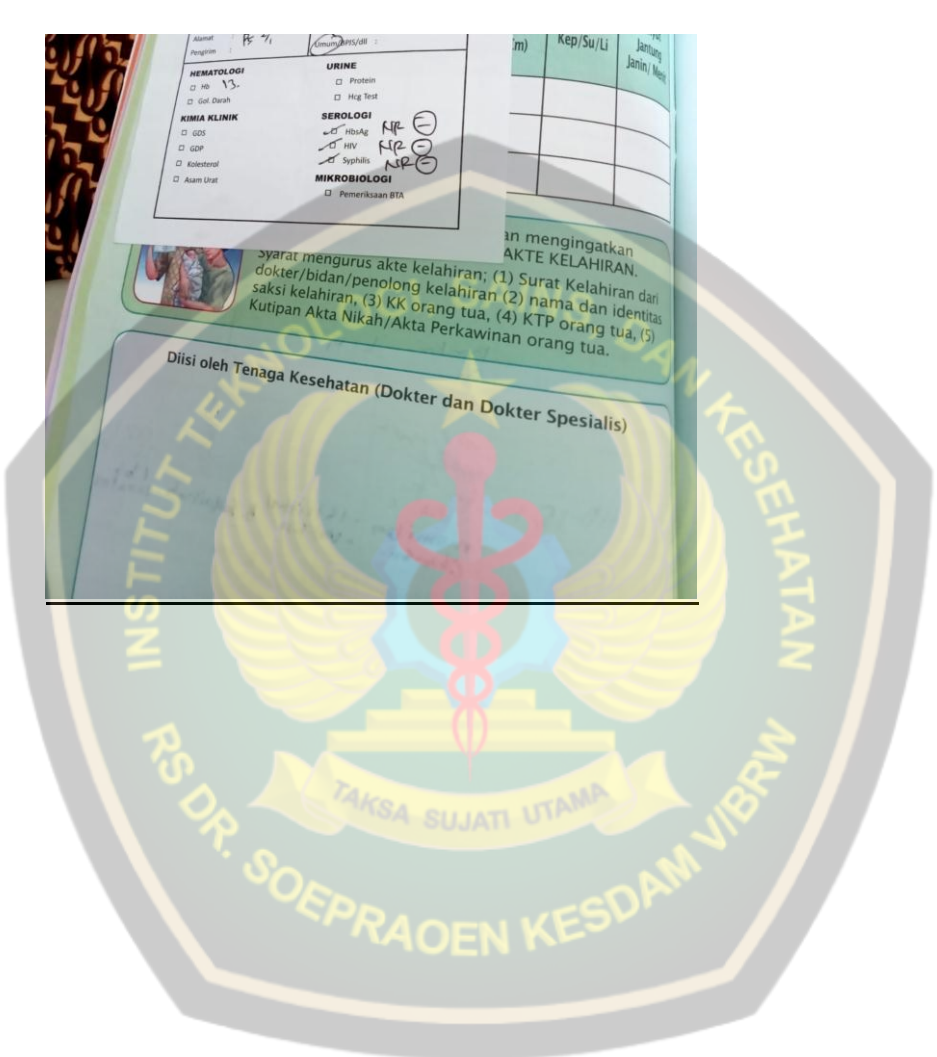 Alamat :
Pengirim :
Umum/BPJS/dll :
HEMATOLOGI
□ Hb 13.
□ Gol. Darah
KIMIA KLINIK
□ GDS
□ GDP
□ Kolesterol
□ Asam Urat
URINE
□ Protein
□ Hcg Test
SEROLOGI
□ HbsAg NR (-)
□ HIV NR (-)
□ Syphilis NR (-)
MIKROBIOLOGI
□ Pemeriksaan BTA
Kep/Su/Li
Jantung
Janin/
an mengingatkan
AKTE KELAHIRAN.
Syarat mengurus akte kelahiran; (1) Surat Kelahiran dari
dokter/bidan/penolong kelahiran (2) nama dan identitas
saksi kelahiran, (3) KK orang tua, (4) KTP orang tua, (5)
Kutipan Akta Nikah/Akta Perkawinan orang tua.
Diisi oleh Tenaga Kesehatan (Dokter dan Dokter Spesialis)
INSTITUT TEKNOLOGI, SAINS, DAN KESEHATAN
TAKSA SUJATI UTAMA
RS DR. SOEPRAOEN KESDAM V/BRW